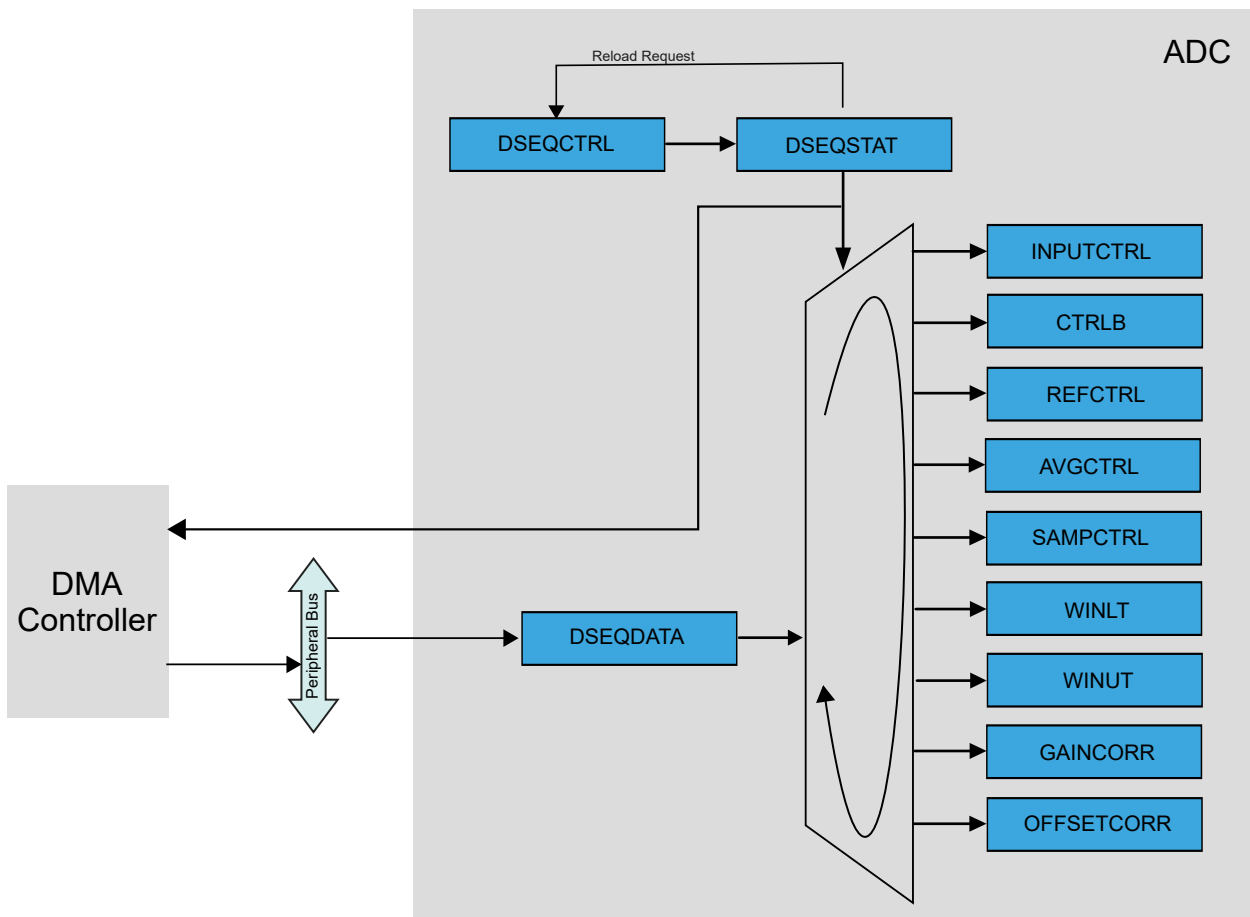 ADC
Reload Request
DSEQCTRL
DSEQSTAT
INPUTCTRL
CTRLB
REFCTRL
AVGCTRL
SAMPCTRL
DMA
Controller
Peripheral Bus
DSEQDATA
WINLT
WINUT
GAINCORR
OFFSETCORR